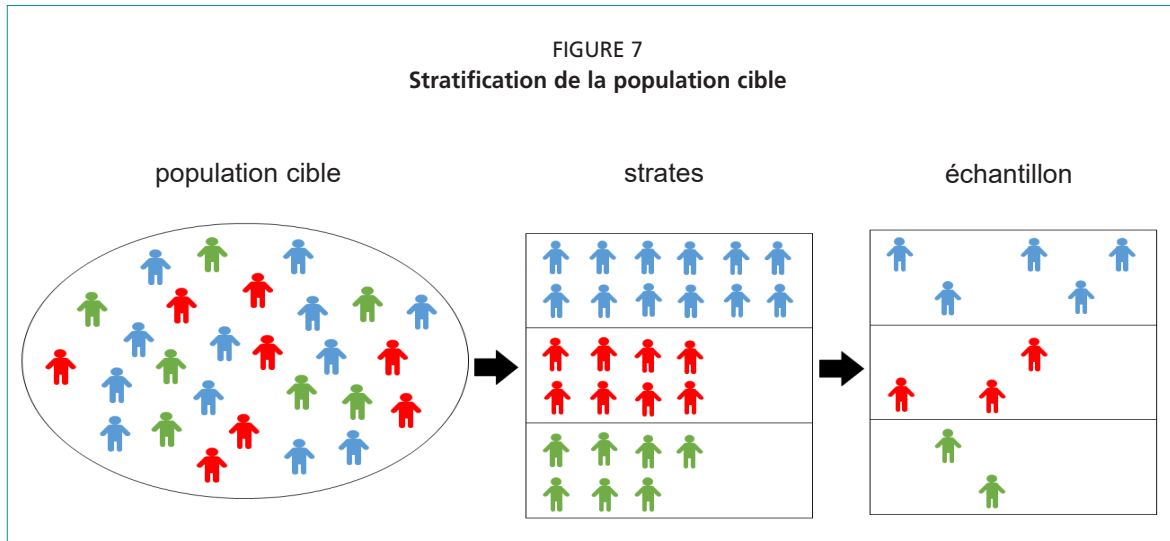 FIGURE 7
Stratification de la population cible
population cible
strates
échantillon